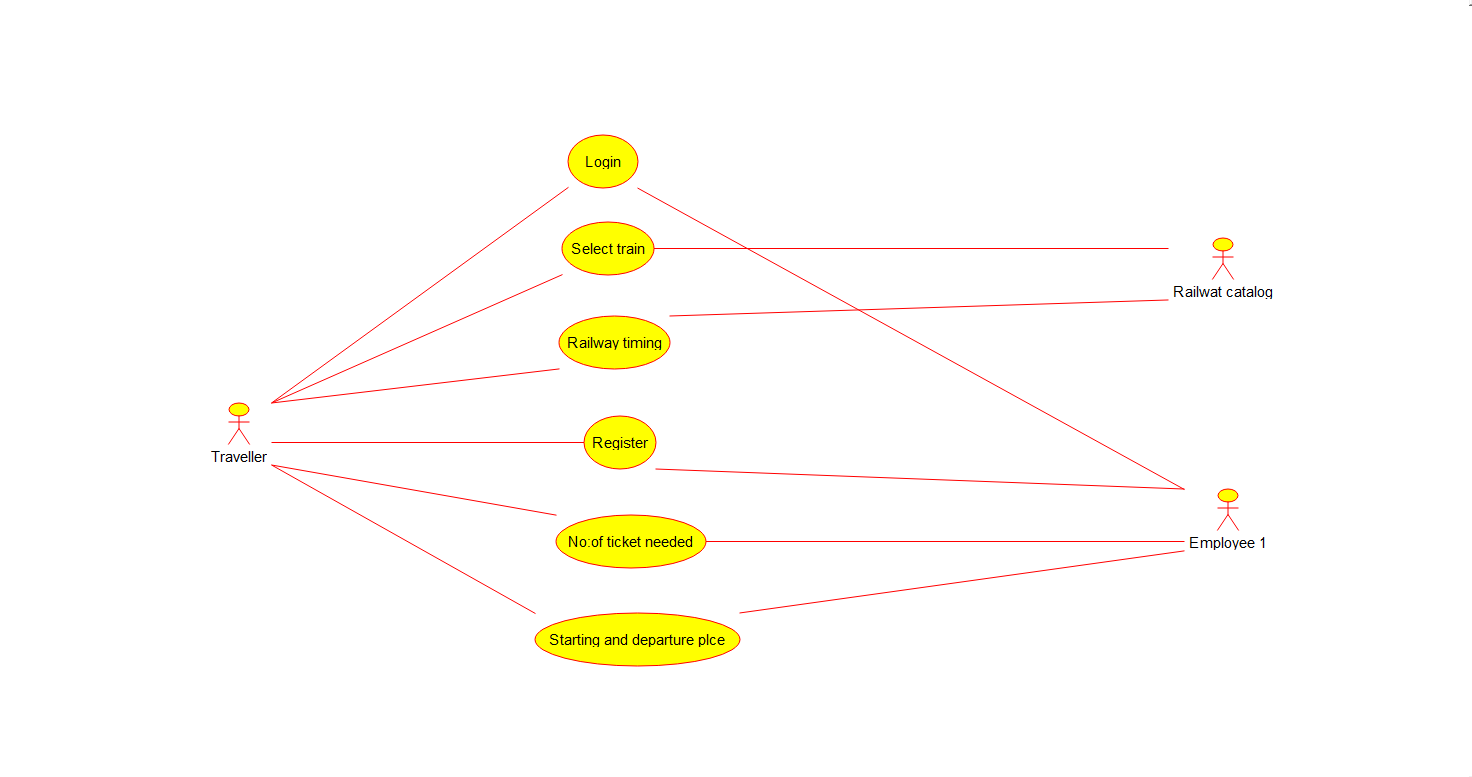 Login
Select train
Railwat catalog
Railway timing
Register
Traveller
No:of ticket needed
Employee 1
Starting and departure plce